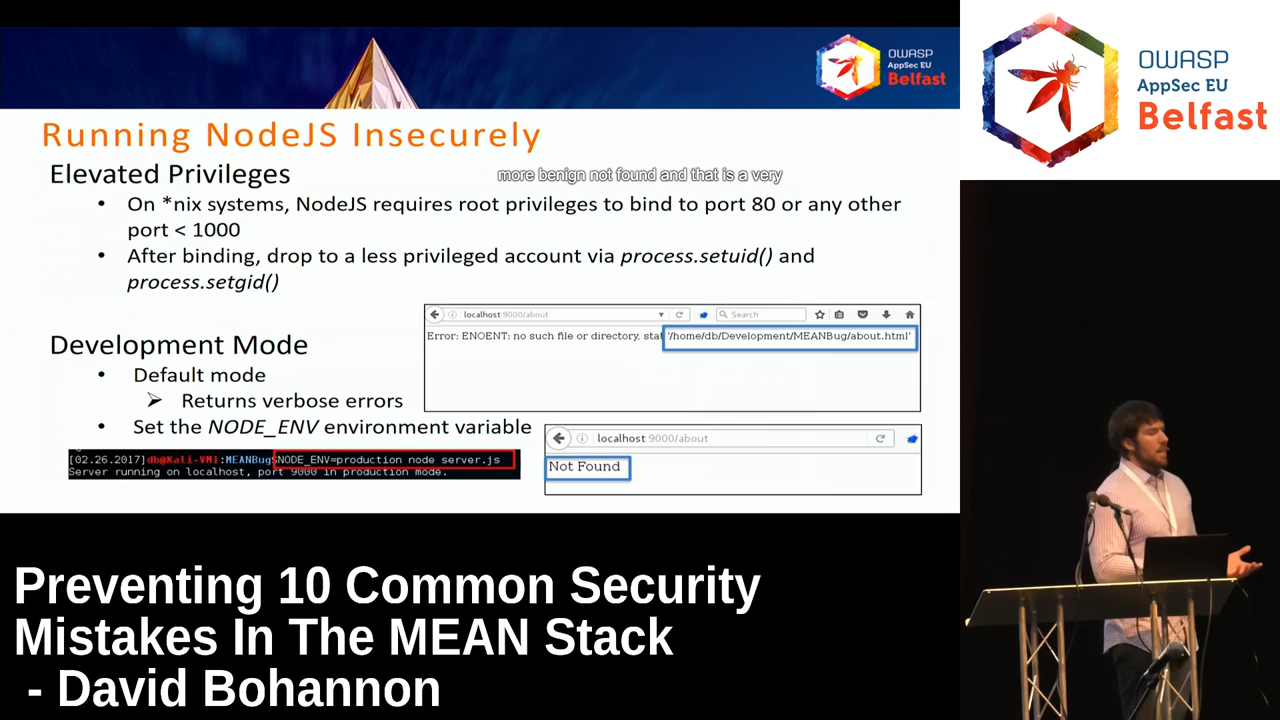 OWASP
AppSec EU
Belfast
OWASP
AppSec EU
Belfast
Running NodeJS Insecurely
Elevated Privileges
more benign not found and that is a very
• On *nix systems, NodeJS requires root privileges to bind to port 80 or any other
port < 1000
• After binding, drop to a less privileged account via process.setuid() and
process.setgid()
localhost:9000/about
Search
Error: ENOENT: no such file or directory, stat '/home/db/Development/MEANBug/about.html'
Development Mode
• Default mode
➢ Returns verbose errors
• Set the NODE_ENV environment variable
localhost:9000/about
Not Found
[02.26.2017]db@Kali-VM1:MEANBug$NODE_ENV=production node server.js
Server running on localhost, port 9000 in production mode.
Preventing 10 Common Security
Mistakes In The MEAN Stack
- David Bohannon